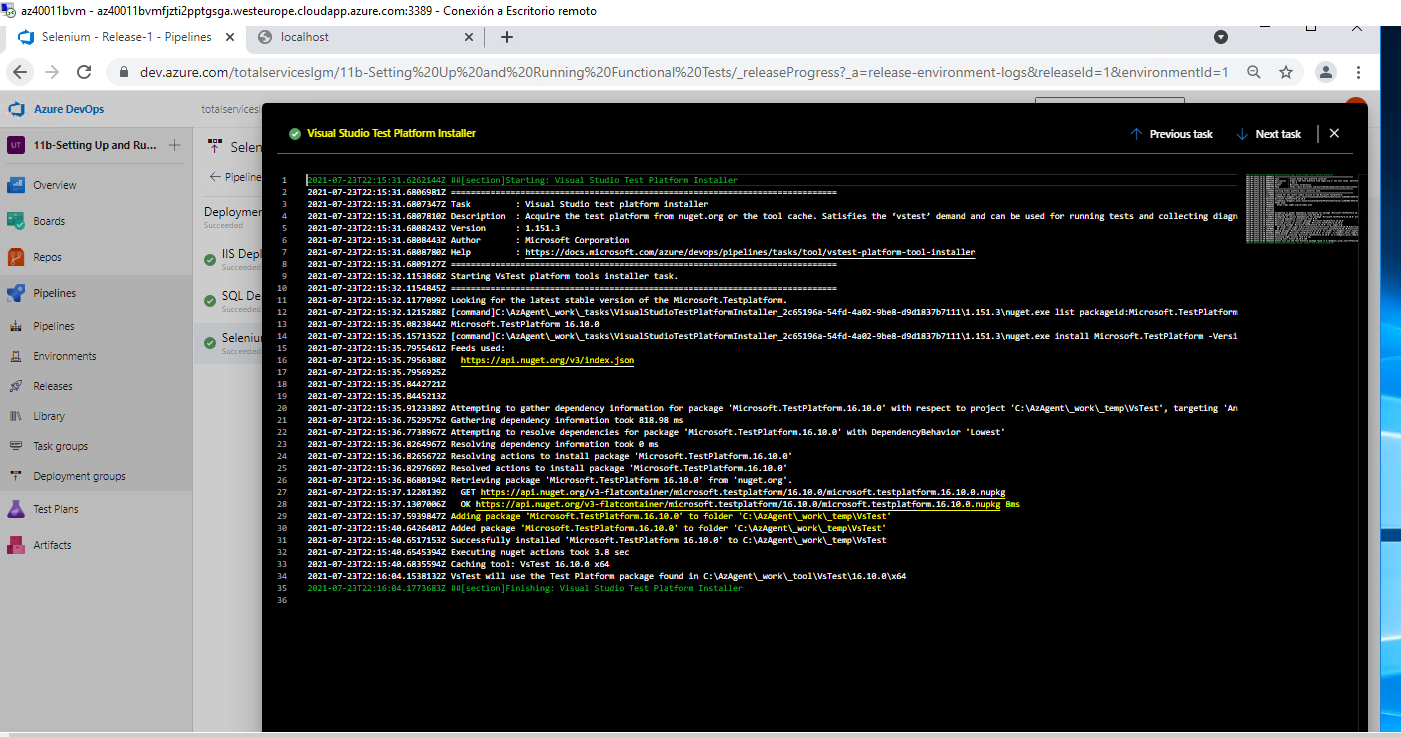 az40011bvm - az40011bvmfjzti2pptgsga.westeurope.cloudapp.azure.com:3389 - Conexión a Escritorio remoto
Selenium - Release-1 - Pipelines
localhost
dev.azure.com/totalserviceslgm/11b-Setting%20Up%20and%20Running%20Functional%20Tests/_releaseProgress?_a=release-environment-logs&releaseId=1&environmentId=1
Azure DevOps
totalservicesl
UT 11b-Setting Up and Ru...
Overview
Boards
Repos
Pipelines
Pipelines
Environments
Releases
Library
Task groups
Deployment groups
Test Plans
Artifacts
Selen
Pipeline
Deploymen
Succeeded
IIS Depl
Succeeded
SQL De
Succeeded
Seleniu
Succeeded
Visual Studio Test Platform Installer
Previous task
Next task
1 2021-07-23T22:15:31.6262144Z ##[section]Starting: Visual Studio Test Platform Installer
2 2021-07-23T22:15:31.6806981Z ==============================================================================
3 2021-07-23T22:15:31.6807347Z Task : Visual Studio test platform installer
4 2021-07-23T22:15:31.6807810Z Description : Acquire the test platform from nuget.org or the tool cache. Satisfies the ‘vstest’ demand and can be used for running tests and collecting diagn
5 2021-07-23T22:15:31.6808243Z Version : 1.151.3
6 2021-07-23T22:15:31.6808443Z Author : Microsoft Corporation
7 2021-07-23T22:15:31.6808780Z Help : https://docs.microsoft.com/azure/devops/pipelines/tasks/tool/vstest-platform-tool-installer
8 2021-07-23T22:15:31.6809127Z ==============================================================================
9 2021-07-23T22:15:32.1153868Z Starting VsTest platform tools installer task.
10 2021-07-23T22:15:32.1154845Z ==============================================================================
11 2021-07-23T22:15:32.1177099Z Looking for the latest stable version of the Microsoft.Testplatform.
12 2021-07-23T22:15:32.1215288Z [command]C:\AzAgent\_work\_tasks\VisualStudioTestPlatformInstaller_2c65196a-54fd-4a02-9be8-d9d1837b7111\1.151.3\nuget.exe list packageid:Microsoft.TestPlatform
13 2021-07-23T22:15:35.0823844Z Microsoft.TestPlatform 16.10.0
14 2021-07-23T22:15:35.1571352Z [command]C:\AzAgent\_work\_tasks\VisualStudioTestPlatformInstaller_2c65196a-54fd-4a02-9be8-d9d1837b7111\1.151.3\nuget.exe install Microsoft.TestPlatform -Versi
15 2021-07-23T22:15:35.7955461Z Feeds used:
16 2021-07-23T22:15:35.7956388Z https://api.nuget.org/v3/index.json
17 2021-07-23T22:15:35.7956925Z
18 2021-07-23T22:15:35.8442721Z
19 2021-07-23T22:15:35.8445213Z
20 2021-07-23T22:15:35.9123389Z Attempting to gather dependency information for package 'Microsoft.TestPlatform.16.10.0' with respect to project 'C:\AzAgent\_work\_temp\VsTest', targeting 'An
21 2021-07-23T22:15:36.7529575Z Gathering dependency information took 818.98 ms
22 2021-07-23T22:15:36.7738967Z Attempting to resolve dependencies for package 'Microsoft.TestPlatform.16.10.0' with DependencyBehavior 'Lowest'
23 2021-07-23T22:15:36.8264967Z Resolving dependency information took 0 ms
24 2021-07-23T22:15:36.8265672Z Resolving actions to install package 'Microsoft.TestPlatform.16.10.0'
25 2021-07-23T22:15:36.8297669Z Resolved actions to install package 'Microsoft.TestPlatform.16.10.0'
26 2021-07-23T22:15:36.8680194Z Retrieving package 'Microsoft.TestPlatform 16.10.0' from 'nuget.org'.
27 2021-07-23T22:15:37.1220139Z GET https://api.nuget.org/v3-flatcontainer/microsoft.testplatform/16.10.0/microsoft.testplatform.16.10.0.nupkg
28 2021-07-23T22:15:37.1307006Z OK https://api.nuget.org/v3-flatcontainer/microsoft.testplatform/16.10.0/microsoft.testplatform.16.10.0.nupkg 8ms
29 2021-07-23T22:15:37.5939847Z Adding package 'Microsoft.TestPlatform.16.10.0' to folder 'C:\AzAgent\_work\_temp\VsTest'
30 2021-07-23T22:15:40.6426401Z Added package 'Microsoft.TestPlatform.16.10.0' to folder 'C:\AzAgent\_work\_temp\VsTest'
31 2021-07-23T22:15:40.6517153Z Successfully installed 'Microsoft.TestPlatform 16.10.0' to C:\AzAgent\_work\_temp\VsTest
32 2021-07-23T22:15:40.6545394Z Executing nuget actions took 3.8 sec
33 2021-07-23T22:15:40.6835594Z Caching tool: VsTest 16.10.0 x64
34 2021-07-23T22:16:04.1538132Z VsTest will use the Test Platform package found in C:\AzAgent\_work\_tool\VsTest\16.10.0\x64
35 2021-07-23T22:16:04.1773683Z ##[section]Finishing: Visual Studio Test Platform Installer
36